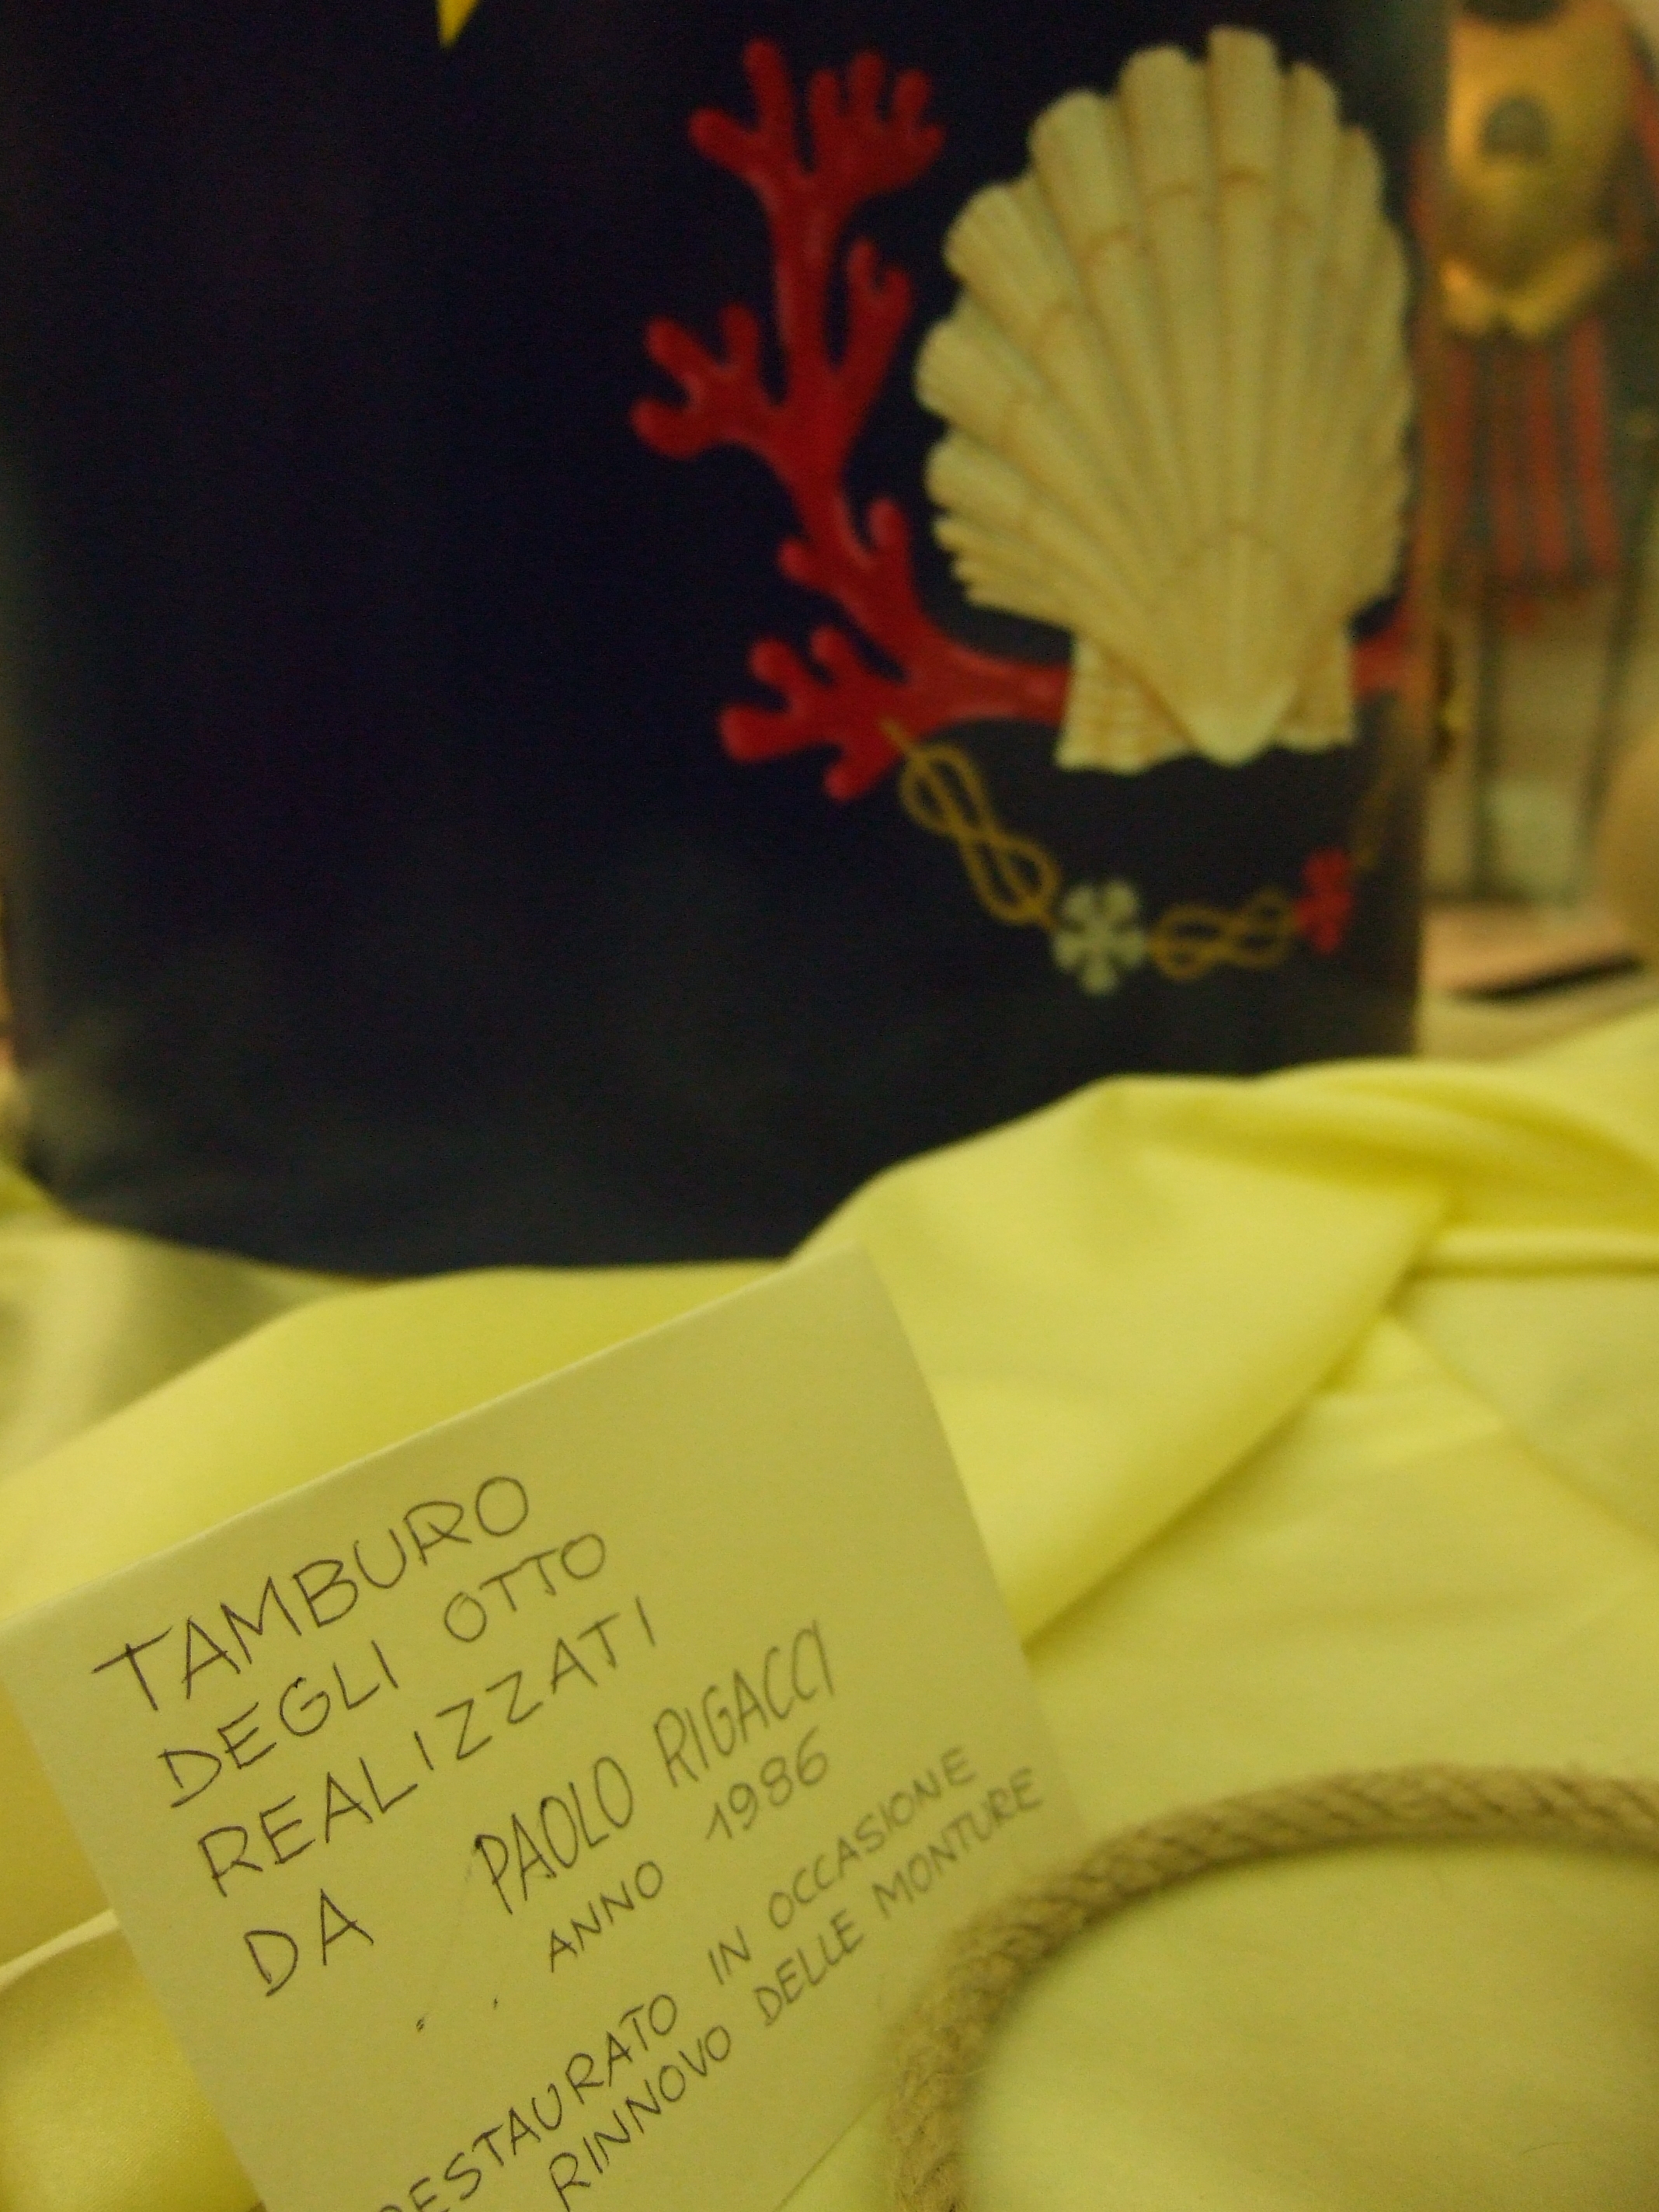 TAMBURO
DEGLI OTTO
REALIZZATI
DA PAOLO RIGACCI
ANNO 1986
RESTAURATO IN OCCASIONE
RINNOVO DELLE MONTURE